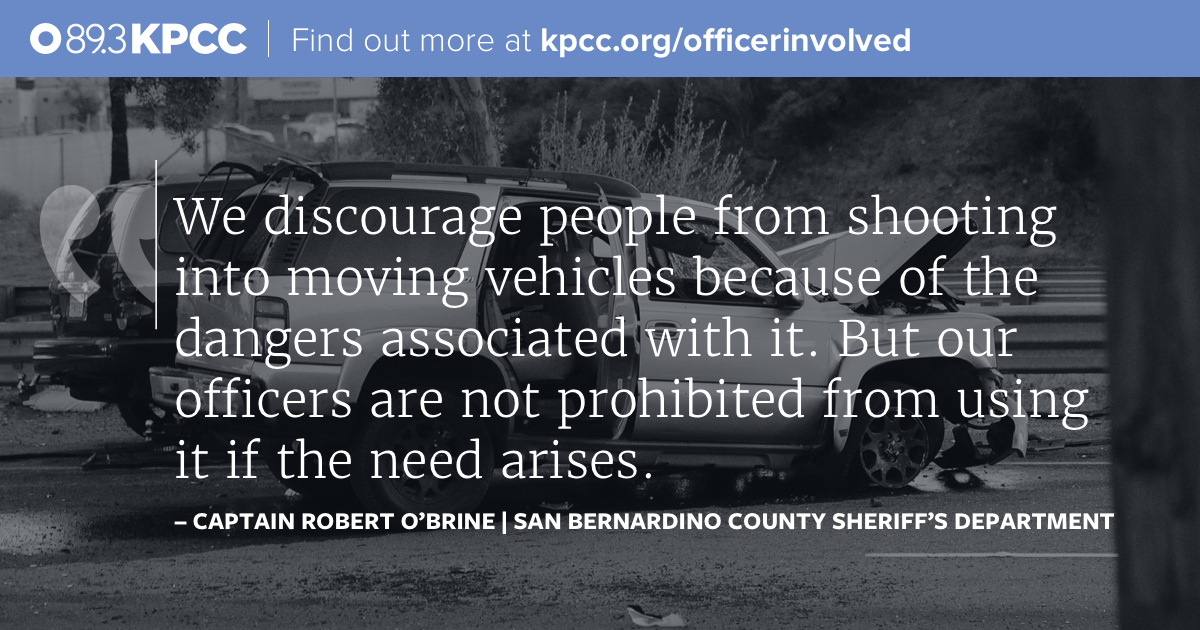 89.3 KPCC | Find out more at kpcc.org/officerinvolved
We discourage people from shooting
into moving vehicles because of the
dangers associated with it. But our
officers are not prohibited from using
it if the need arises.
– CAPTAIN ROBERT O’BRINE | SAN BERNARDINO COUNTY SHERIFF’S DEPARTMENT